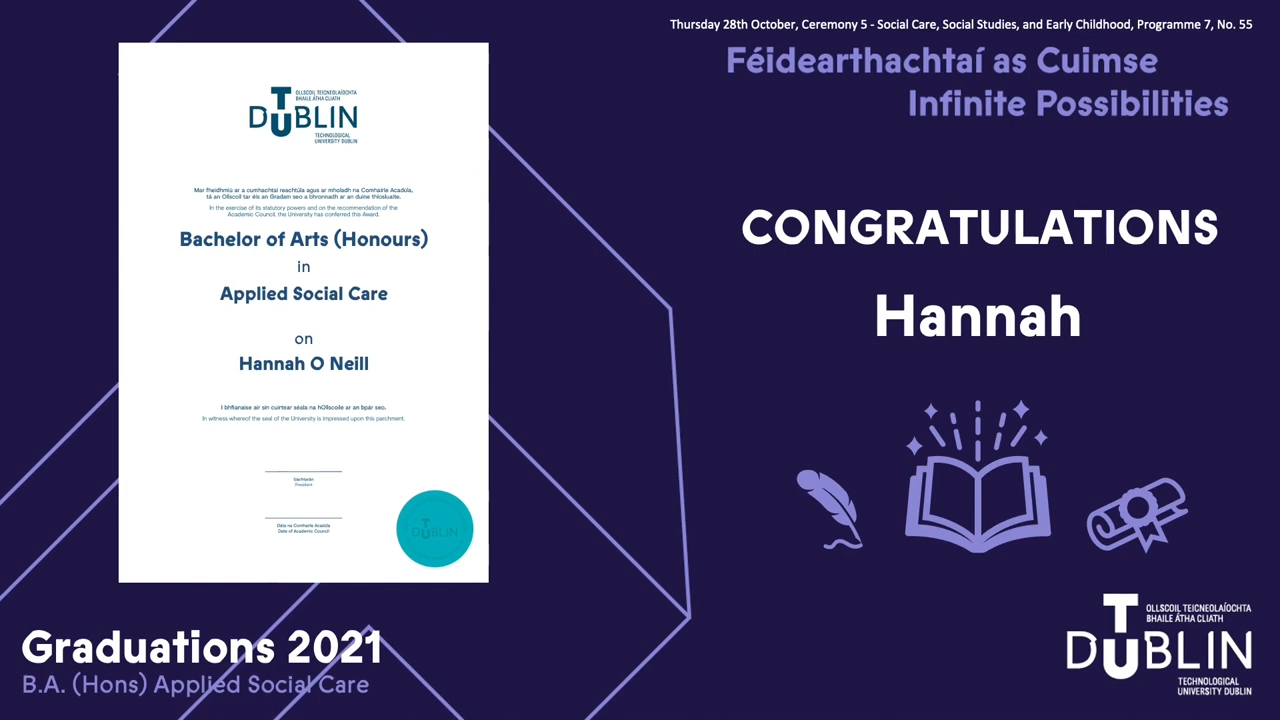 Thursday 28th October, Ceremony 5 - Social Care, Social Studies, and Early Childhood, Programme 7, No. 55
Féidearthachtaí as Cuimse
Infinite Possibilities
CONGRATULATIONS
Hannah
OLLSCOIL TEICNEOLAÍOCHTA
BHAILE ÁTHA CLIATH
TU DUBLIN
TECHNOLOGICAL
UNIVERSITY DUBLIN
Mar fheidhmiú ar a cumhachtaí reachtúla agus ar mholadh na Comhairle Acadúla,
tá an Ollscoil tar éis an Gradam seo a bhronnadh ar an duine thíosluaite.
In the exercise of its statutory powers and on the recommendation of the
Academic Council, the University has conferred this Award.
Bachelor of Arts (Honours)
in
Applied Social Care
on
Hannah O Neill
I bhfianaise air sin cuirtear séala na hOllscoile ar an bpár seo.
In witness whereof the seal of the University is impressed upon this parchment.
Uachtarán
President
Dáta na Comhairle Acadúla
Date of Academic Council
TU DUBLIN
Graduations 2021
B.A. (Hons) Applied Social Care
OLLSCOIL TEICNEOLAÍOCHTA
BHAILE ÁTHA CLIATH
TU DUBLIN
TECHNOLOGICAL
UNIVERSITY DUBLIN